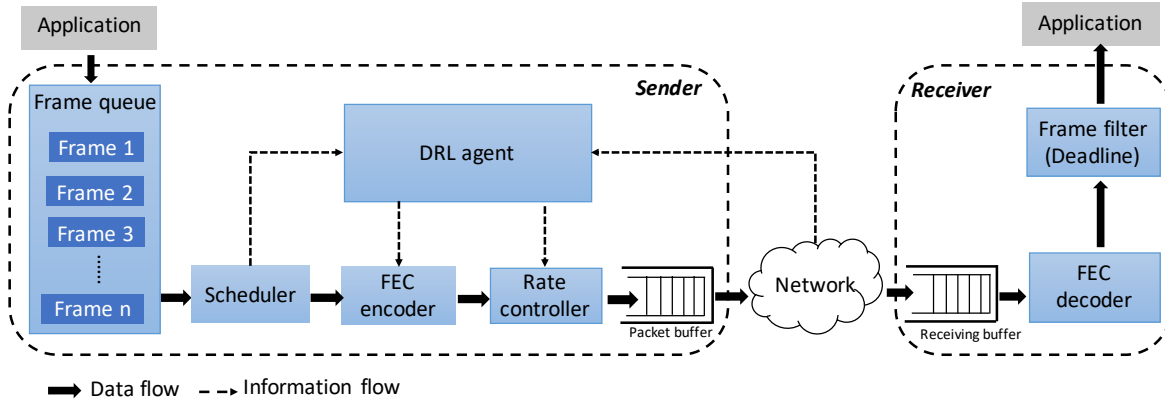 Application
Application
Sender
Receiver
Frame queue
Frame 1
Frame 2
Frame 3
Frame n
DRL agent
Frame filter
(Deadline)
Scheduler
FEC
encoder
Rate
controller
Packet buffer
Network
Receiving buffer
FEC
decoder
Data flow
Information flow